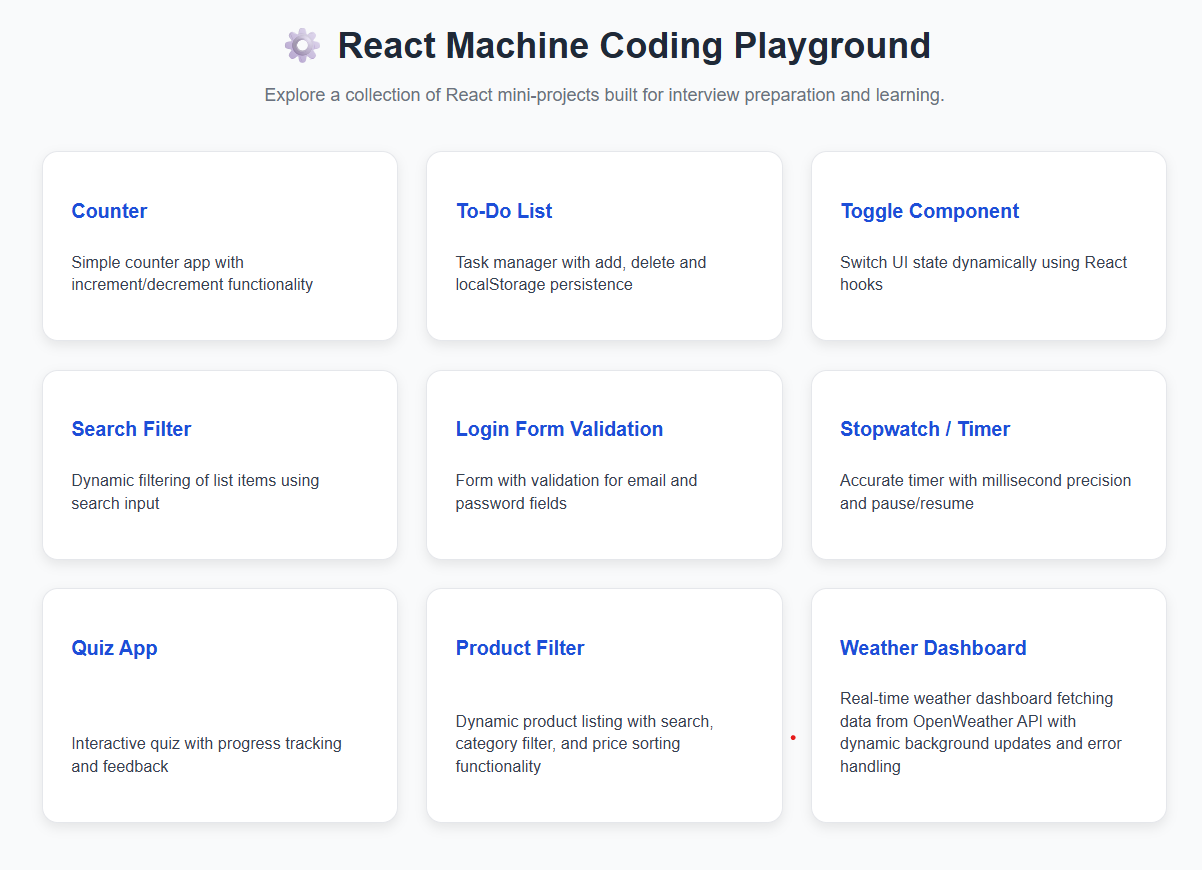 React Machine Coding Playground
Explore a collection of React mini-projects built for interview preparation and learning.
Counter
Simple counter app with
increment/decrement functionality
To-Do List
Task manager with add, delete and
localStorage persistence
Toggle Component
Switch UI state dynamically using React
hooks
Search Filter
Dynamic filtering of list items using
search input
Login Form Validation
Form with validation for email and
password fields
Stopwatch / Timer
Accurate timer with millisecond precision
and pause/resume
Quiz App
Interactive quiz with progress tracking
and feedback
Product Filter
Dynamic product listing with search,
category filter, and price sorting
functionality
Weather Dashboard
Real-time weather dashboard fetching
data from OpenWeather API with
dynamic background updates and error
handling